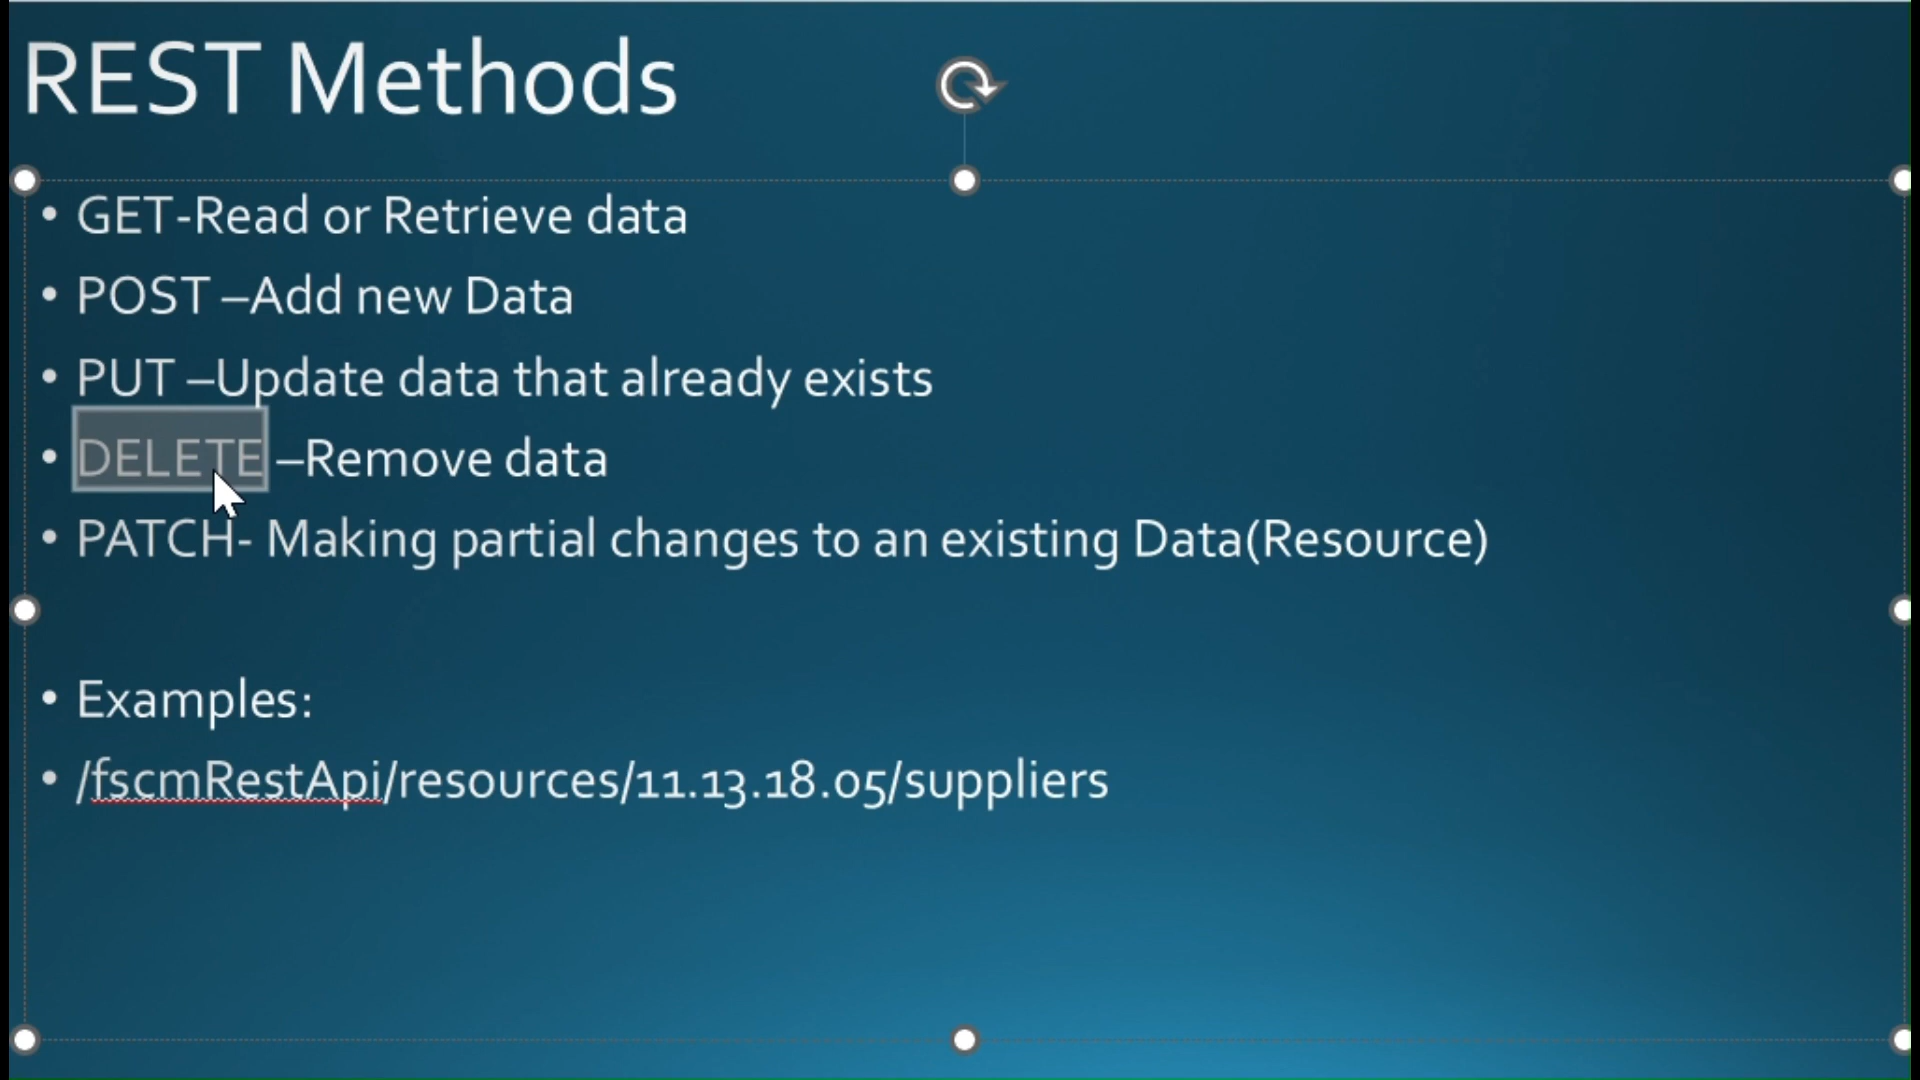 REST Methods
• GET-Read or Retrieve data
• POST –Add new Data
• PUT –Update data that already exists
• DELETE –Remove data
• PATCH- Making partial changes to an existing Data(Resource)
• Examples:
• /fscmRestApi/resources/11.13.18.05/suppliers